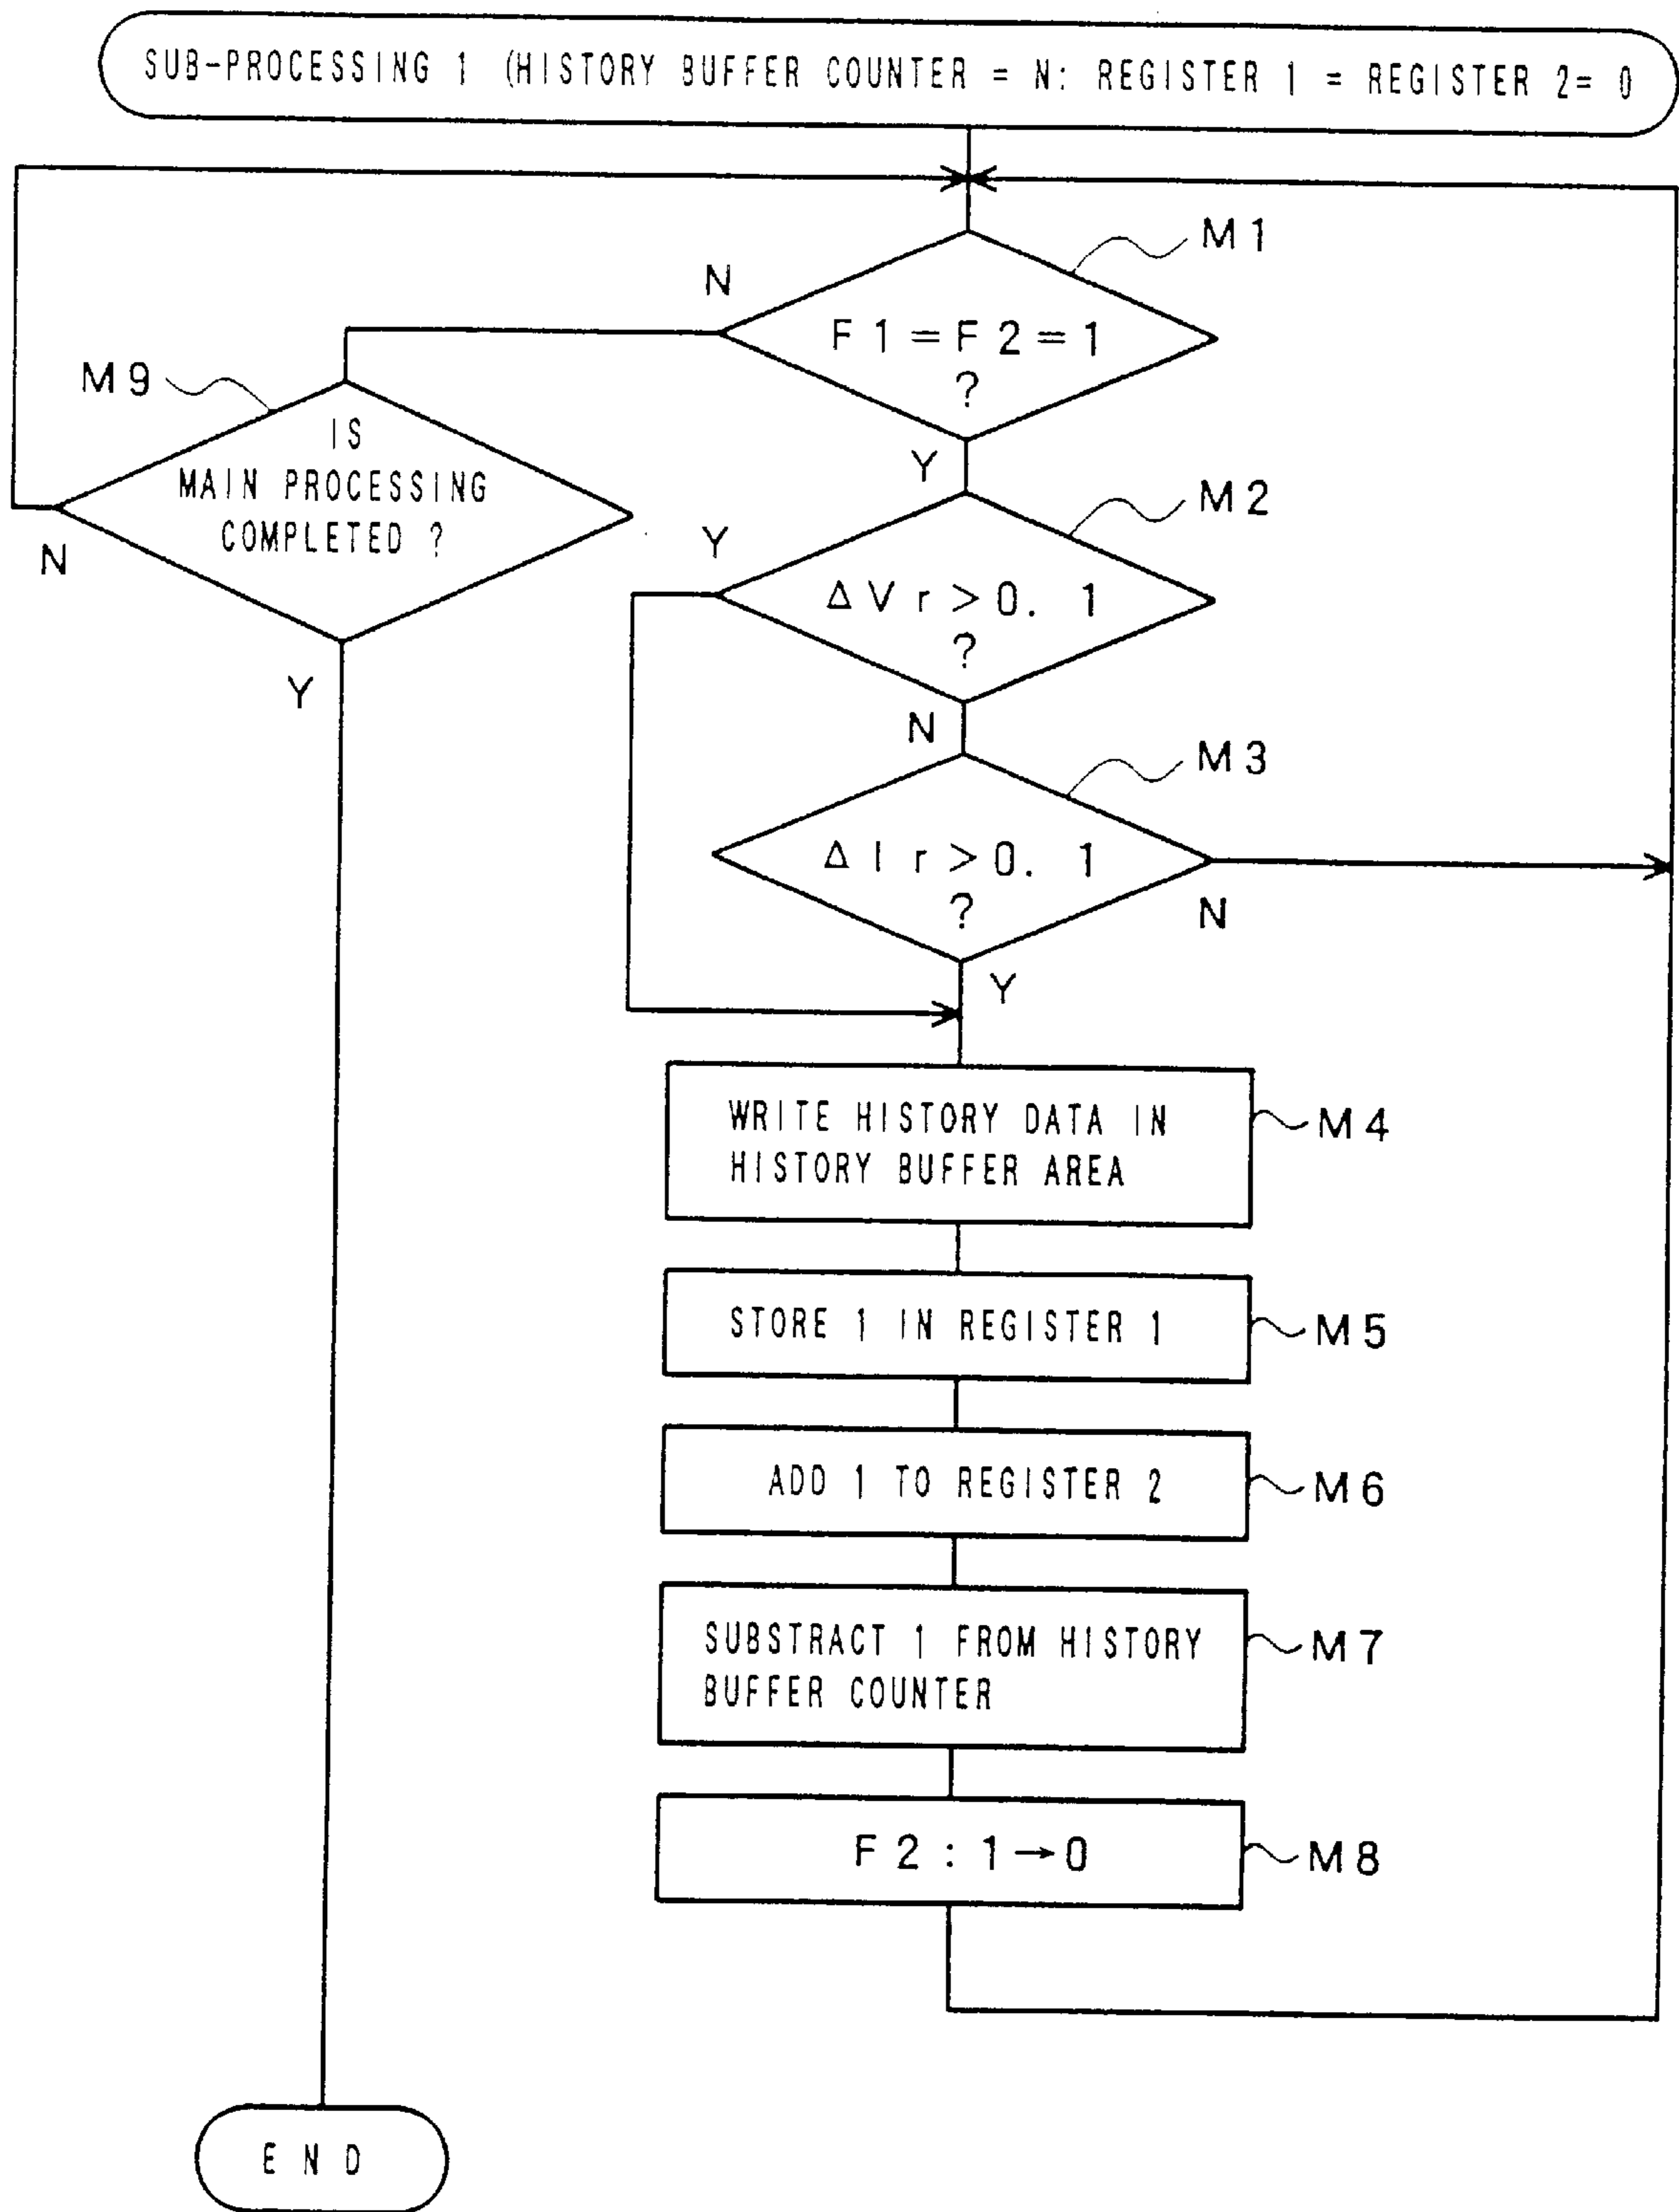 SUB-PROCESSING 1 (HISTORY BUFFER COUNTER = N: REGISTER 1 = REGISTER 2= 0
M1
N
F1=F2=1
?
Y
M9
IS
MAIN PROCESSING
COMPLETED ?
N
Y
M2
Y
ΔVr>0. 1
?
N
M3
ΔIr>0. 1
?
N
Y
WRITE HISTORY DATA IN
HISTORY BUFFER AREA
M4
STORE 1 IN REGISTER 1
M5
ADD 1 TO REGISTER 2
M6
SUBSTRACT 1 FROM HISTORY
BUFFER COUNTER
M7
F2:1→0
M8
END